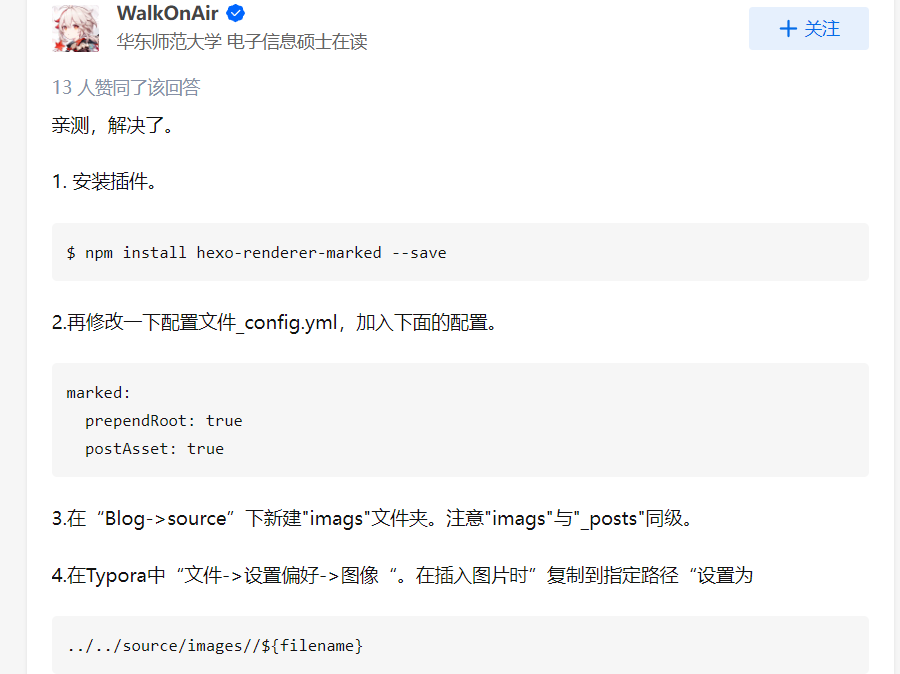 WalkOnAir
华东师范大学 电子信息硕士在读
+ 关注
13 人赞同了该回答
亲测，解决了。
1. 安装插件。
$ npm install hexo-renderer-marked --save
2.再修改一下配置文件_config.yml，加入下面的配置。
marked:
  prependRoot: true
  postAsset: true
3.在“Blog->source”下新建"imags"文件夹。注意"imags"与"_posts"同级。
4.在Typora中“文件->设置偏好->图像“。在插入图片时”复制到指定路径“设置为
../../source/images//${filename}